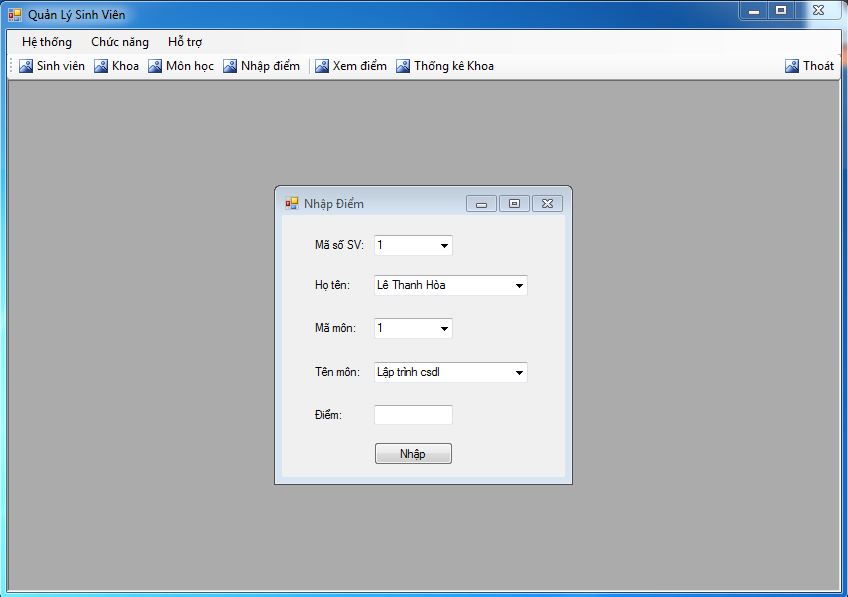 Quản Lý Sinh Viên
Hệ thống Chức năng Hỗ trợ
Sinh viên Khoa Môn học Nhập điểm Xem điểm Thống kê Khoa Thoát
Nhập Điểm
Mã số SV: 1
Họ tên: Lê Thanh Hòa
Mã môn: 1
Tên môn: Lập trình csdl
Điểm:
Nhập